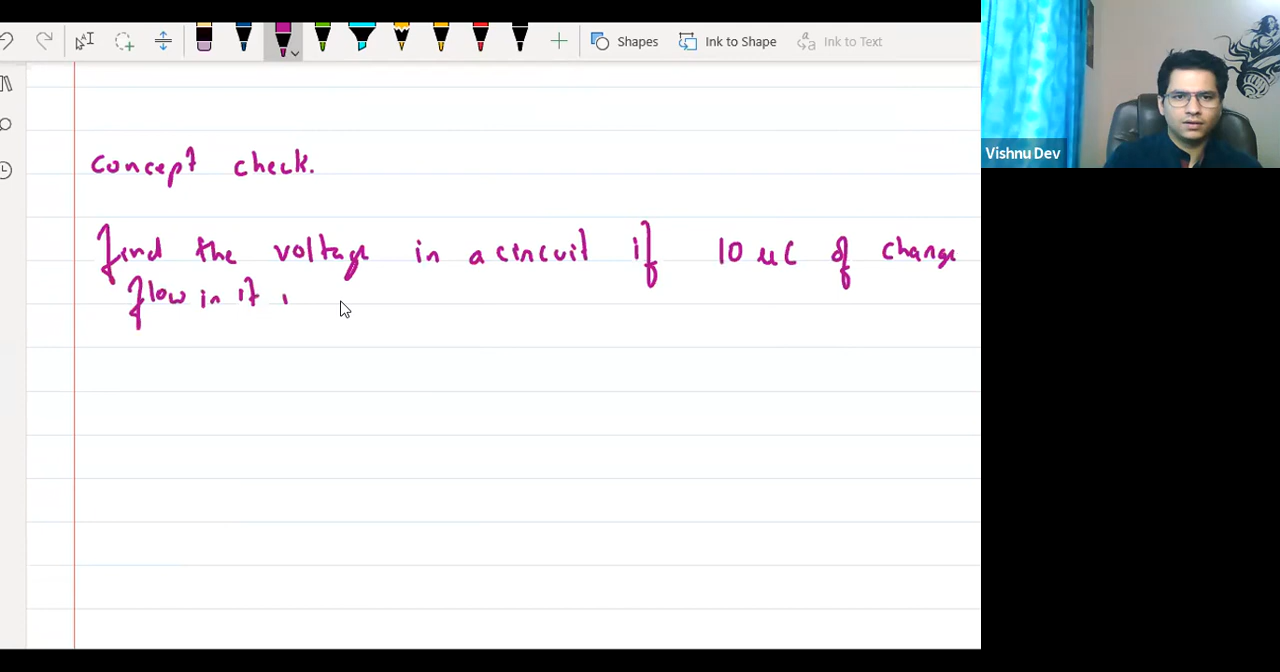 Shapes
Ink to Shape
Ink to Text
Vishnu Dev
concept check.
find the voltage in a circuit if 10 μC of charge
flow in it